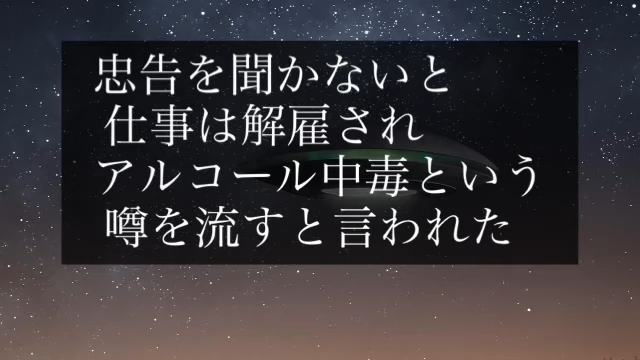 忠告を聞かないと
仕事は解雇され
アルコール中毒という
噂を流すと言われた